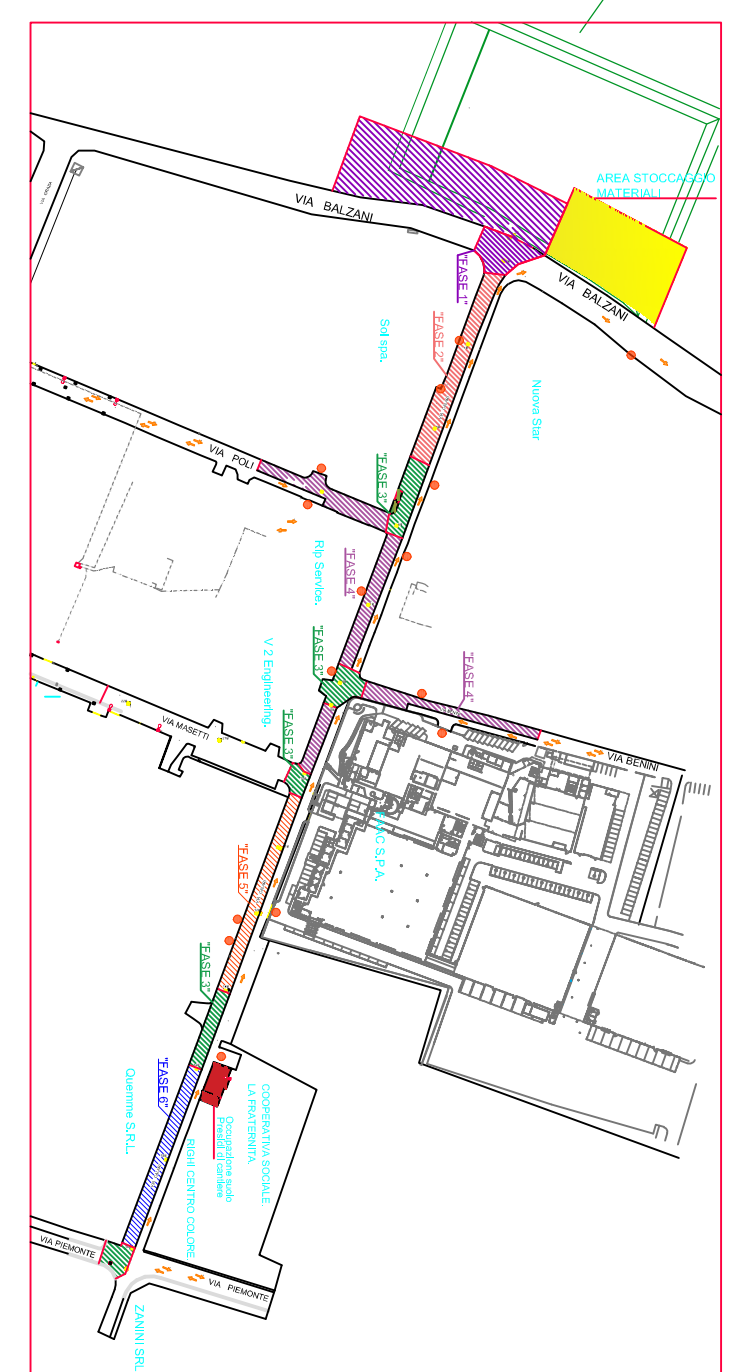 AREA STOCCAGGIO
MATERIALI
VIA BALZANI
VIA BALZANI
"FASE 1"
"FASE 2"
Sol spa.
Nuova Star
VIA POLI
"FASE 3"
"FASE 4"
Rip Service.
"FASE 3"
"FASE 4"
V 2 Engineering.
VIA MASETTI
"FASE 3"
VIA BENINI
FAAC S.P.A.
"FASE 5"
"FASE 3"
"FASE 6"
Quemme S.R.L.
COOPERATIVA SOCIALE.
LA FRATERNITA.
Occupazione suolo
Presidi di cantiere
RIGHI CENTRO COLORE.
VIA PIEMONTE
VIA PIEMONTE
ZANINI SRL